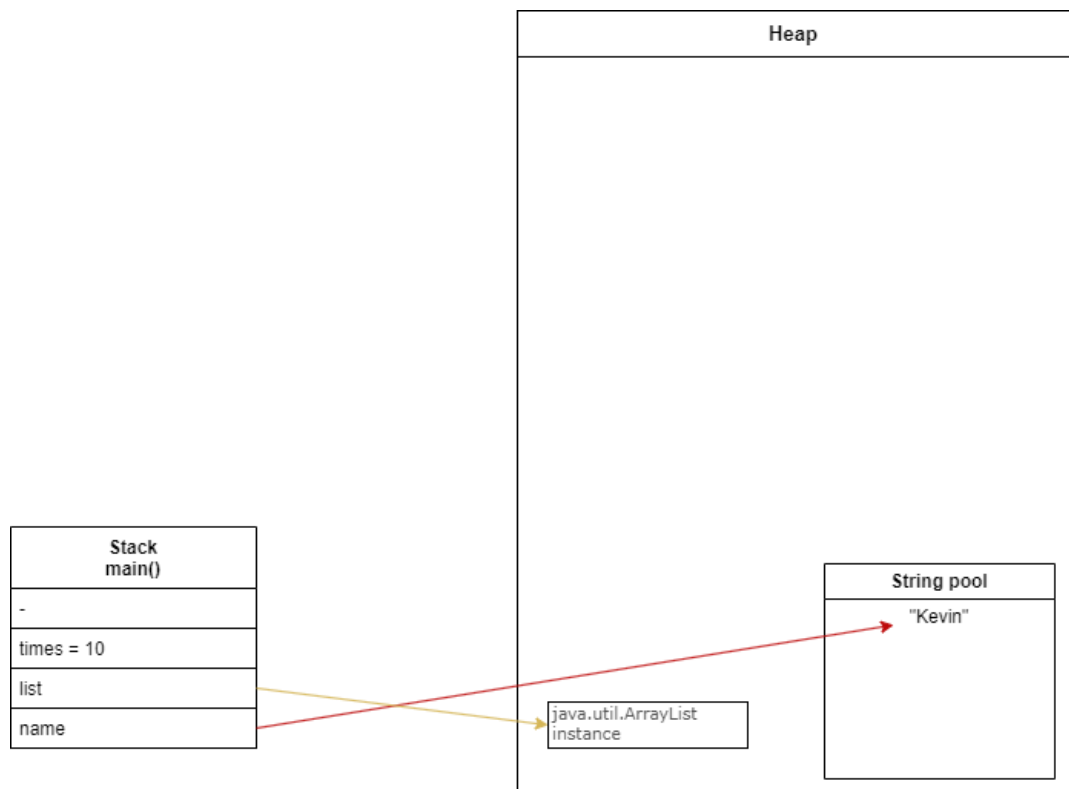 Heap
Stack
main()
-
times = 10
list
name
java.util.ArrayList
instance
String pool
"Kevin"